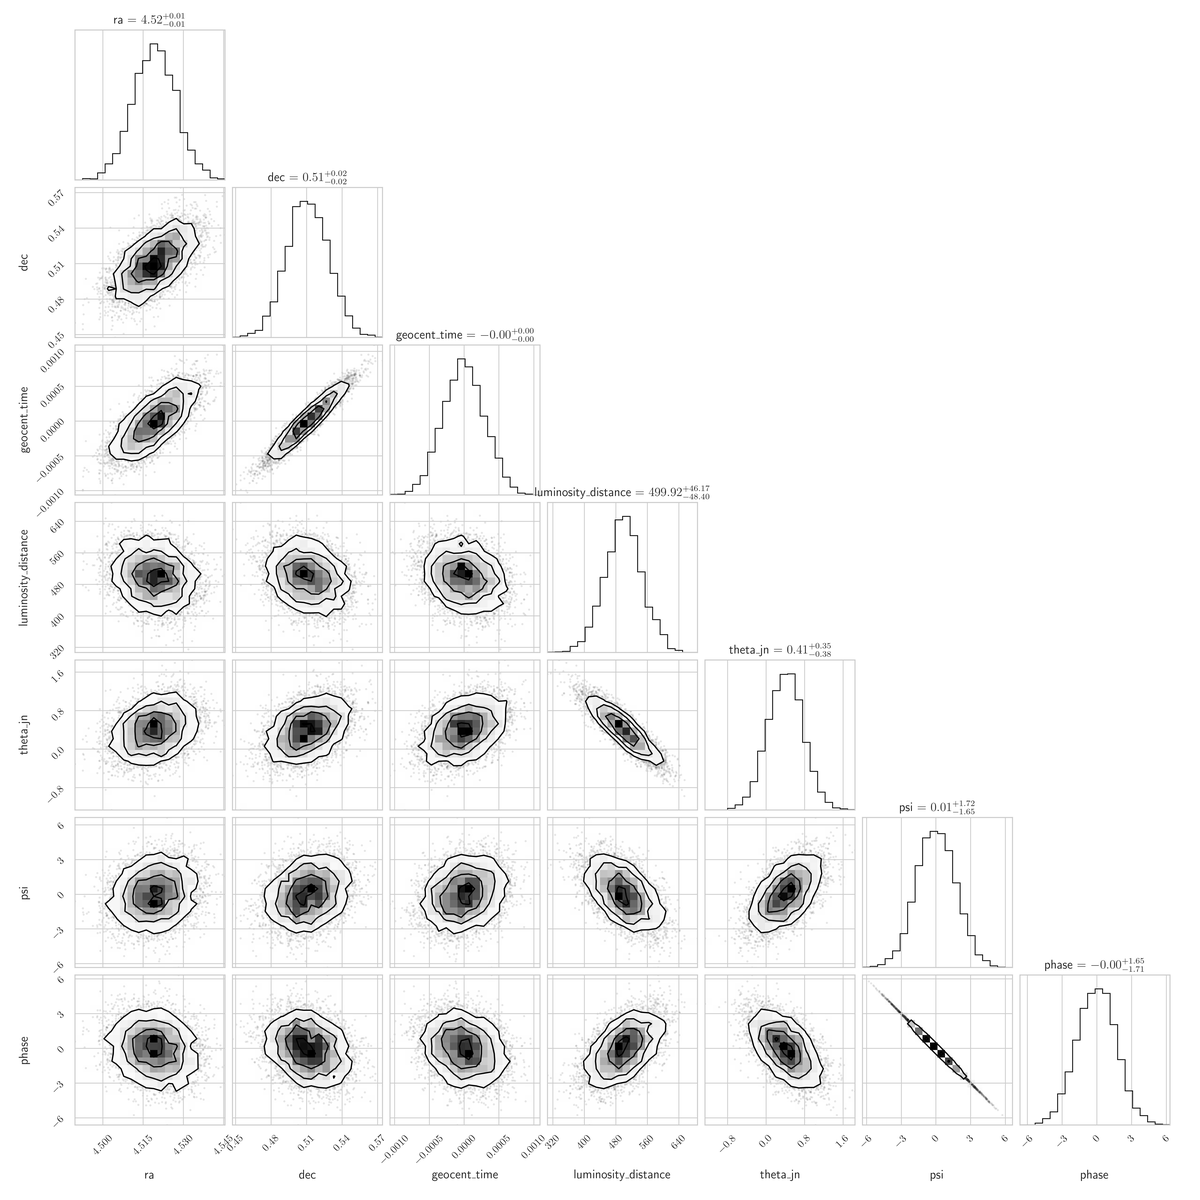 ra = 4.52^{+0.01}_{-0.01}
dec = 0.51^{+0.02}_{-0.02}
0.57
0.54
0.51
0.48
0.45
dec
geocent_time = −0.00^{+0.00}_{-0.00}
0.0010
0.0005
0.0000
−0.0005
−0.0010
geocent_time
luminosity_distance = 499.92^{+46.17}_{-48.40}
640
560
480
400
320
luminosity_distance
theta_jn = 0.41^{+0.35}_{-0.38}
1.6
0.8
0.0
−0.8
theta_jn
psi = 0.01^{+1.72}_{-1.65}
6
3
0
−3
−6
psi
phase = −0.00^{+1.65}_{-1.71}
6
3
0
−3
−6
phase
4.500 4.515 4.530 4.545 0.45 0.48 0.51 0.54 0.57 −0.0010 −0.0005 0.0000 0.0005 0.0010 320 400 480 560 640 −0.8 0.0 0.8 1.6 −6 −3 0 3 6 −6 −3 0 3 6
ra dec geocent_time luminosity_distance theta_jn psi phase